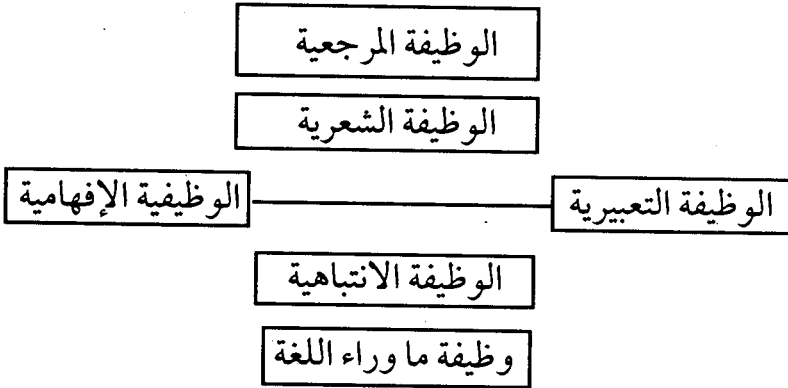 الوظيفة المرجعية
الوظيفة الشعرية
الوظيفة التعبيرية
الوظيفية الإفهامية
الوظيفة الانتباهية
وظيفة ما وراء اللغة